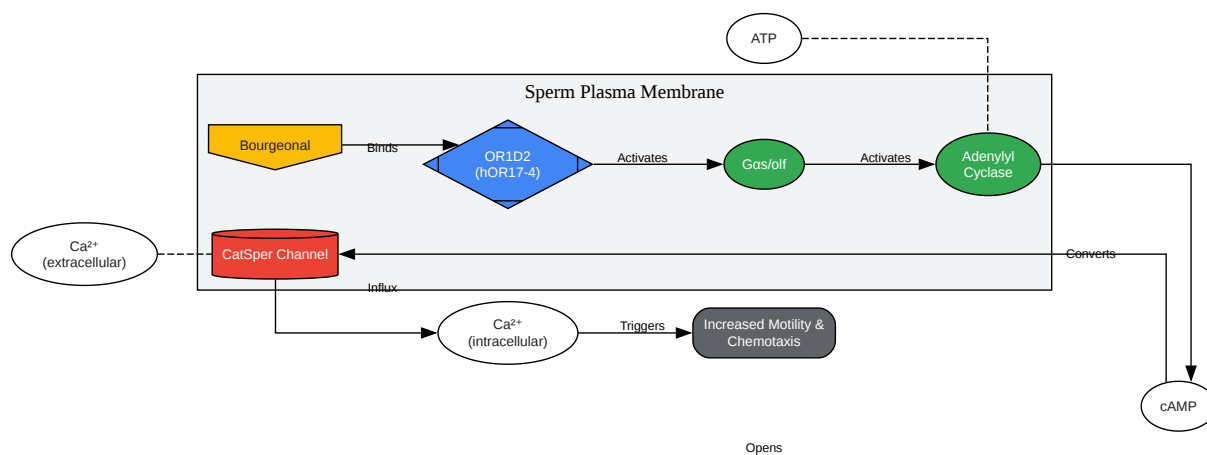 ATP
Sperm Plasma Membrane
Bourgeonal
Binds
OR1D2
(hOR17-4)
Activates
Gαs/olf
Activates
Adenylyl
Cyclase
Ca²⁺
(extracellular)
CatSper Channel
Converts
Influx
Ca²⁺
(intracellular)
Triggers
Increased Motility &
Chemotaxis
cAMP
Opens